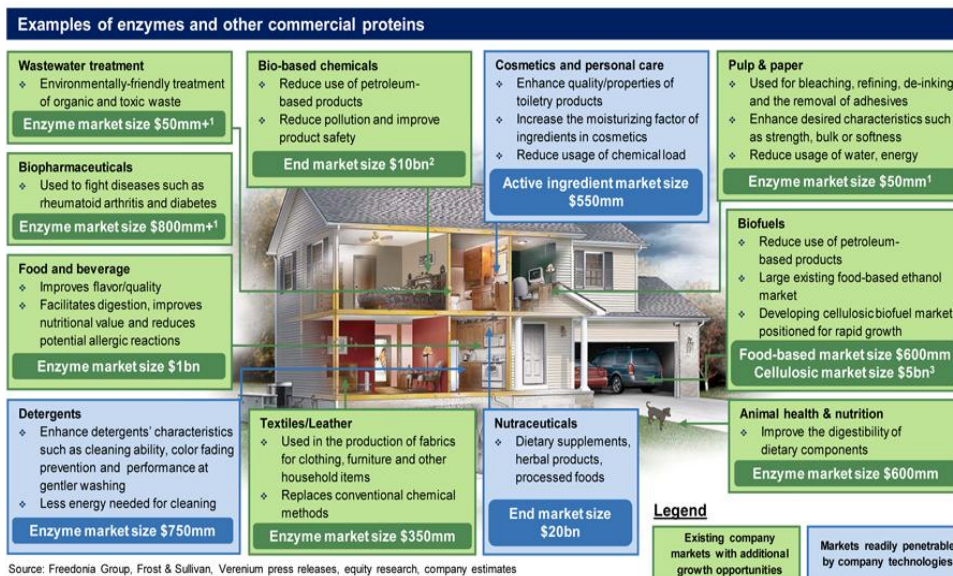 Examples of enzymes and other commercial proteins
Wastewater treatment
❖ Environmentally-friendly treatment
of organic and toxic waste
Enzyme market size $50mm+¹
Biopharmaceuticals
❖ Used to fight diseases such as
rheumatoid arthritis and diabetes
Enzyme market size $800mm+¹
Food and beverage
❖ Improves flavor/quality
❖ Facilitates digestion, improves
nutritional value and reduces
potential allergic reactions
Enzyme market size $1bn
Detergents
❖ Enhance detergents' characteristics
such as cleaning ability, color fading
prevention and performance at
gentler washing
❖ Less energy needed for cleaning
Enzyme market size $750mm
Bio-based chemicals
❖ Reduce use of petroleum-
based products
❖ Reduce pollution and improve
product safety
End market size $10bn²
Textiles/Leather
❖ Used in the production of fabrics
for clothing, furniture and other
household items
❖ Replaces conventional chemical
methods
Enzyme market size $350mm
Cosmetics and personal care
❖ Enhance quality/properties of
toiletry products
❖ Increase the moisturizing factor of
ingredients in cosmetics
❖ Reduce usage of chemical load
Active ingredient market size
$550mm
Nutraceuticals
❖ Dietary supplements,
herbal products,
processed foods
End market size
$20bn
Pulp & paper
❖ Used for bleaching, refining, de-inking
and the removal of adhesives
❖ Enhance desired characteristics such
as strength, bulk or softness
❖ Reduce usage of water, energy
Enzyme market size $50mm¹
Biofuels
❖ Reduce use of petroleum-
based products
❖ Large existing food-based ethanol
market
❖ Developing cellulosic biofuel market
positioned for rapid growth
Food-based market size $600mm
Cellulosic market size $5bn³
Animal health & nutrition
❖ Improve the digestibility of
dietary components
Enzyme market size $600mm
Legend
Existing company
markets with additional
growth opportunities
Markets readily penetrable
by company technologies
Source: Freedonia Group, Frost & Sullivan, Verenium press releases, equity research, company estimates